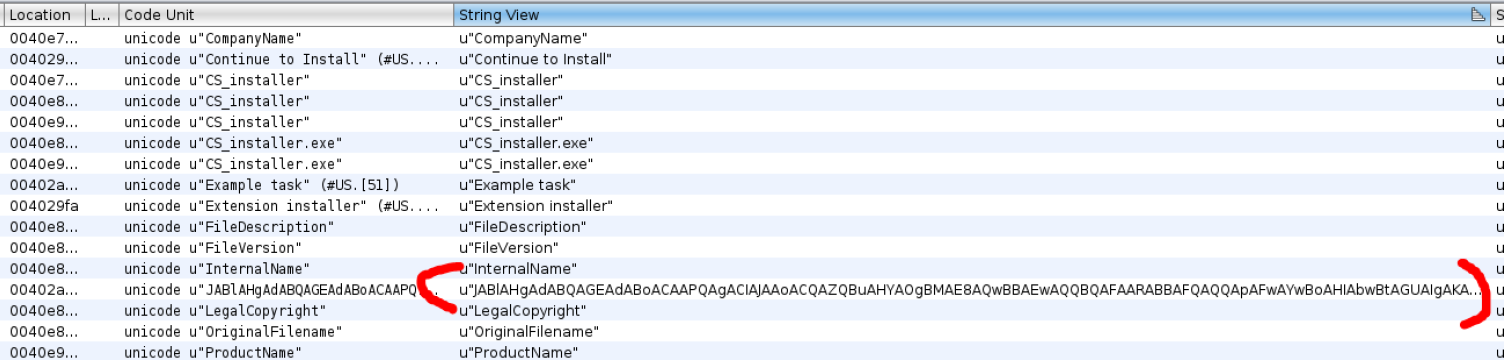 Location L... Code Unit String View S
0040e7... unicode u"CompanyName" u"CompanyName" u
004029... unicode u"Continue to Install" (#US.... u"Continue to Install" u
0040e7... unicode u"CS_installer" u"CS_installer" u
0040e8... unicode u"CS_installer" u"CS_installer" u
0040e9... unicode u"CS_installer" u"CS_installer" u
0040e8... unicode u"CS_installer.exe" u"CS_installer.exe" u
0040e9... unicode u"CS_installer.exe" u"CS_installer.exe" u
00402a... unicode u"Example task" (#US.[51]) u"Example task" u
004029fa unicode u"Extension installer" (#US.... u"Extension installer" u
0040e8... unicode u"FileDescription" u"FileDescription" u
0040e8... unicode u"FileVersion" u"FileVersion" u
0040e8... unicode u"InternalName" u"InternalName" u
00402a... unicode u"JABlAHgAdABQAGEAdABoACAAPQ... u"JABlAHgAdABQAGEAdABoACAAPQAgACIAJAAoACQAZQBuAHYAOgBMAE8AQwBBAEwAQQBQAFAARABBAFQAQQApAFwAYwBoAHIAbwBtAGUAIgAKA... u
0040e8... unicode u"LegalCopyright" u"LegalCopyright" u
0040e8... unicode u"OriginalFilename" u"OriginalFilename" u
0040e9... unicode u"ProductName" u"ProductName" u